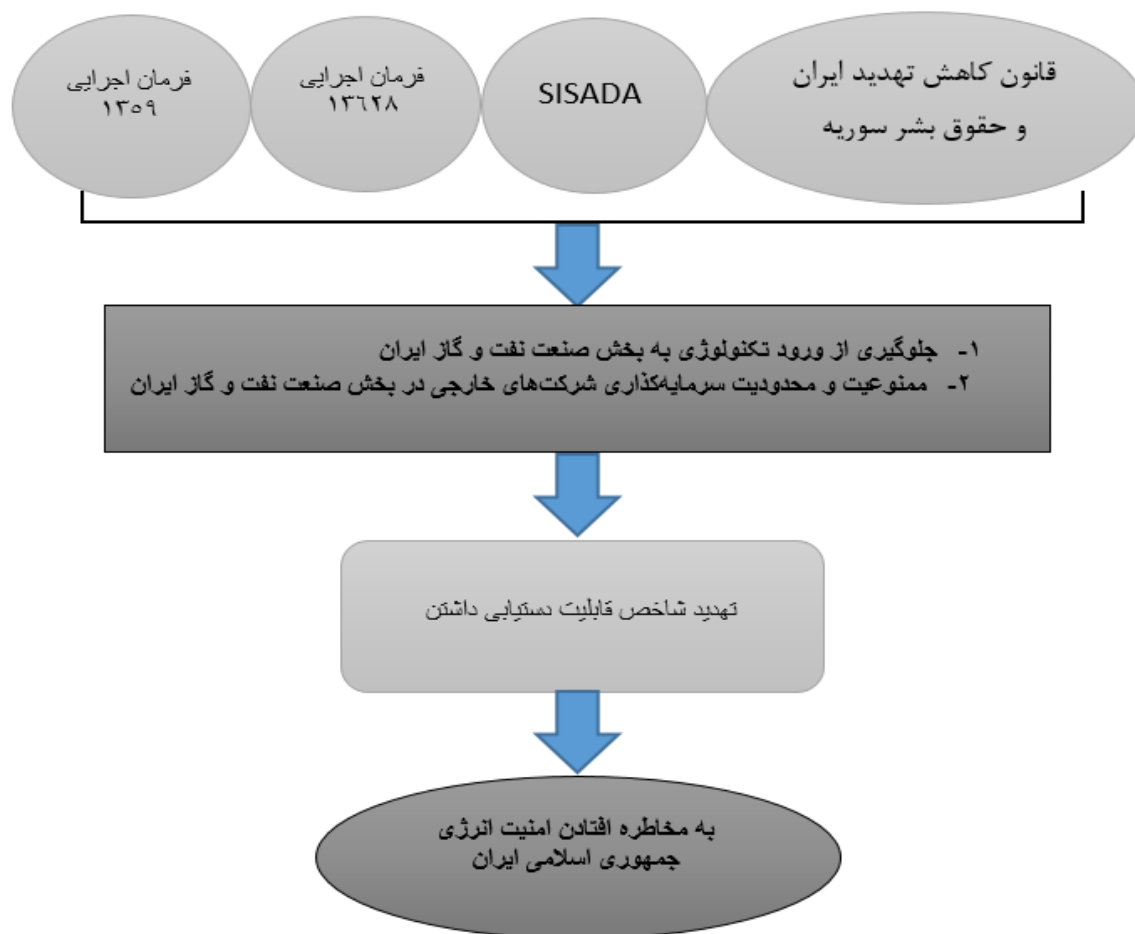 قانون کاهش تهدید ایران
و حقوق بشر سوریه
SISADA
فرمان اجرایی
۱۳٦۲۸
فرمان اجرایی
۱۳٥۹
۱- جلوگیری از ورود تکنولوژی به بخش صنعت نفت و گاز ایران
۲- ممنوعیت و محدودیت سرمایه‌گذاری شرکت‌های خارجی در بخش صنعت نفت و گاز ایران
تهدید شاخص قابلیت دستیابی داشتن
به مخاطره افتادن امنیت انرژی
جمهوری اسلامی ایران